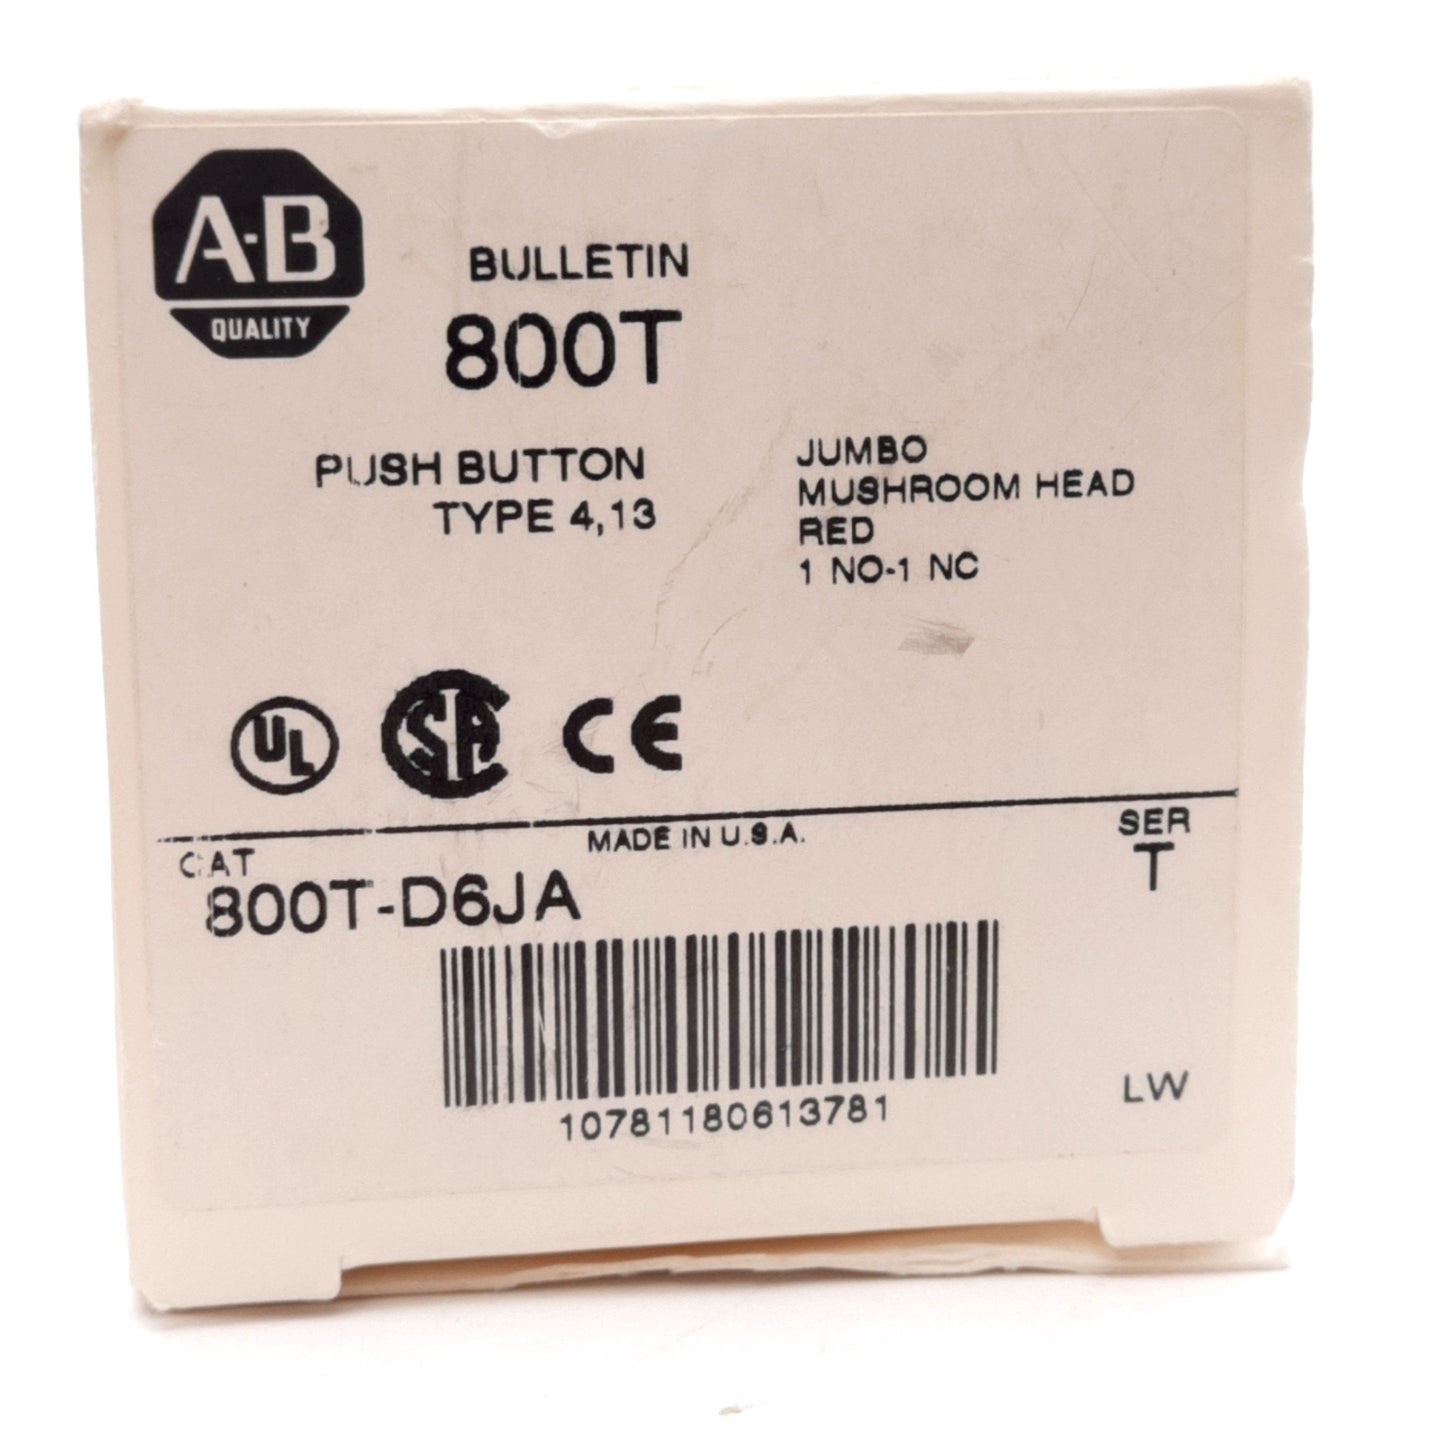 A-B
QUALITY
BULLETIN
800T
PUSH BUTTON
TYPE 4,13
JUMBO
MUSHROOM HEAD
RED
1 NO-1 NC
UL
CSA
CE
MADE IN U.S.A.
SER
T
CAT
800T-D6JA
10781180613781
LW